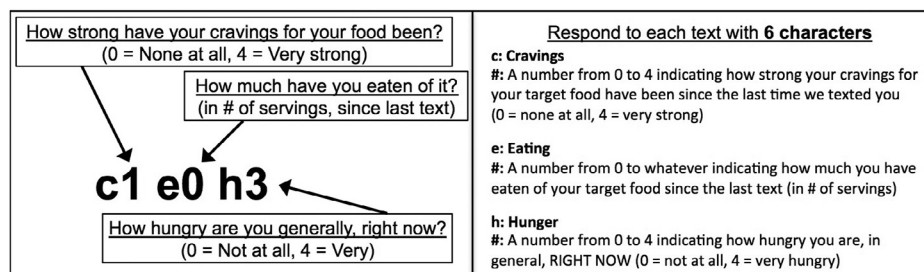 How strong have your cravings for your food been?
(0 = None at all, 4 = Very strong)
How much have you eaten of it?
(in # of servings, since last text)
c1 e0 h3
How hungry are you generally, right now?
(0 = Not at all, 4 = Very)
Respond to each text with 6 characters
c: Cravings
#: A number from 0 to 4 indicating how strong your cravings for
your target food have been since the last time we texted you
(0 = none at all, 4 = very strong)
e: Eating
#: A number from 0 to whatever indicating how much you have
eaten of your target food since the last text (in # of servings)
h: Hunger
#: A number from 0 to 4 indicating how hungry you are, in
general, RIGHT NOW (0 = not at all, 4 = very hungry)